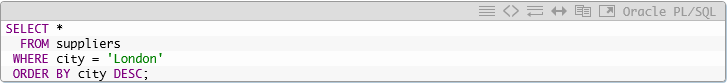 Oracle PL/SQL
SELECT *
FROM suppliers
WHERE city = 'London'
ORDER BY city DESC;